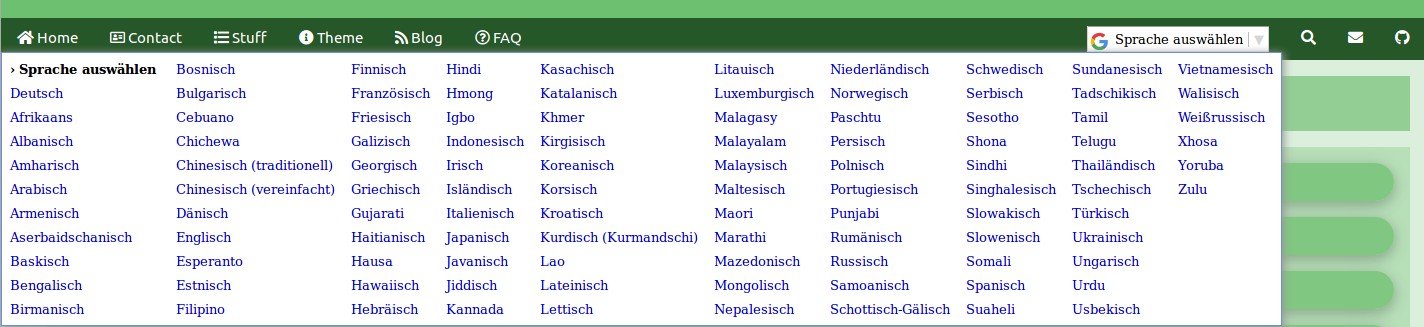 Home Contact Stuff Theme Blog FAQ Sprache auswählen ▼
› Sprache auswählen Bosnisch Finnisch Hindi Kasachisch Litauisch Niederländisch Schwedisch Sundanesisch Vietnamesisch
Deutsch Bulgarisch Französisch Hmong Katalanisch Luxemburgisch Norwegisch Serbisch Tadschikisch Walisisch
Afrikaans Cebuano Friesisch Igbo Khmer Malagasy Paschtu Sesotho Tamil Weißrussisch
Albanisch Chichewa Galizisch Indonesisch Kirgisisch Malayalam Persisch Shona Telugu Xhosa
Amharisch Chinesisch (traditionell) Georgisch Irisch Koreanisch Malaysisch Polnisch Sindhi Thailändisch Yoruba
Arabisch Chinesisch (vereinfacht) Griechisch Isländisch Korsisch Maltesisch Portugiesisch Singhalesisch Tschechisch Zulu
Armenisch Dänisch Gujarati Italienisch Kroatisch Maori Punjabi Slowakisch Türkisch
Aserbaidschanisch Englisch Haitianisch Japanisch Kurdisch (Kurmandschi) Marathi Rumänisch Slowenisch Ukrainisch
Baskisch Esperanto Hausa Javanisch Lao Mazedonisch Russisch Somali Ungarisch
Bengalisch Estnisch Hawaiisch Jiddisch Lateinisch Mongolisch Samoanisch Spanisch Urdu
Birmanisch Filipino Hebräisch Kannada Lettisch Nepalesisch Schottisch-Gälisch Suaheli Usbekisch